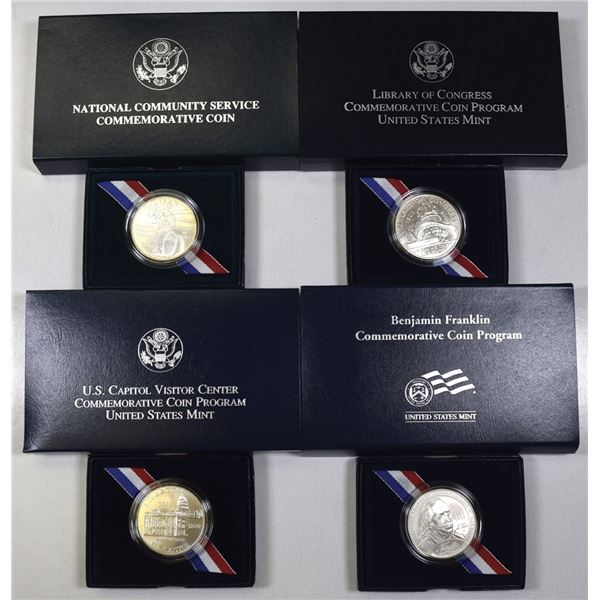 NATIONAL COMMUNITY SERVICE
COMMEMORATIVE COIN
LIBRARY OF CONGRESS
COMMEMORATIVE COIN PROGRAM
UNITED STATES MINT
U.S. CAPITOL VISITOR CENTER
COMMEMORATIVE COIN PROGRAM
UNITED STATES MINT
Benjamin Franklin
Commemorative Coin Program
UNITED STATES MINT
1800